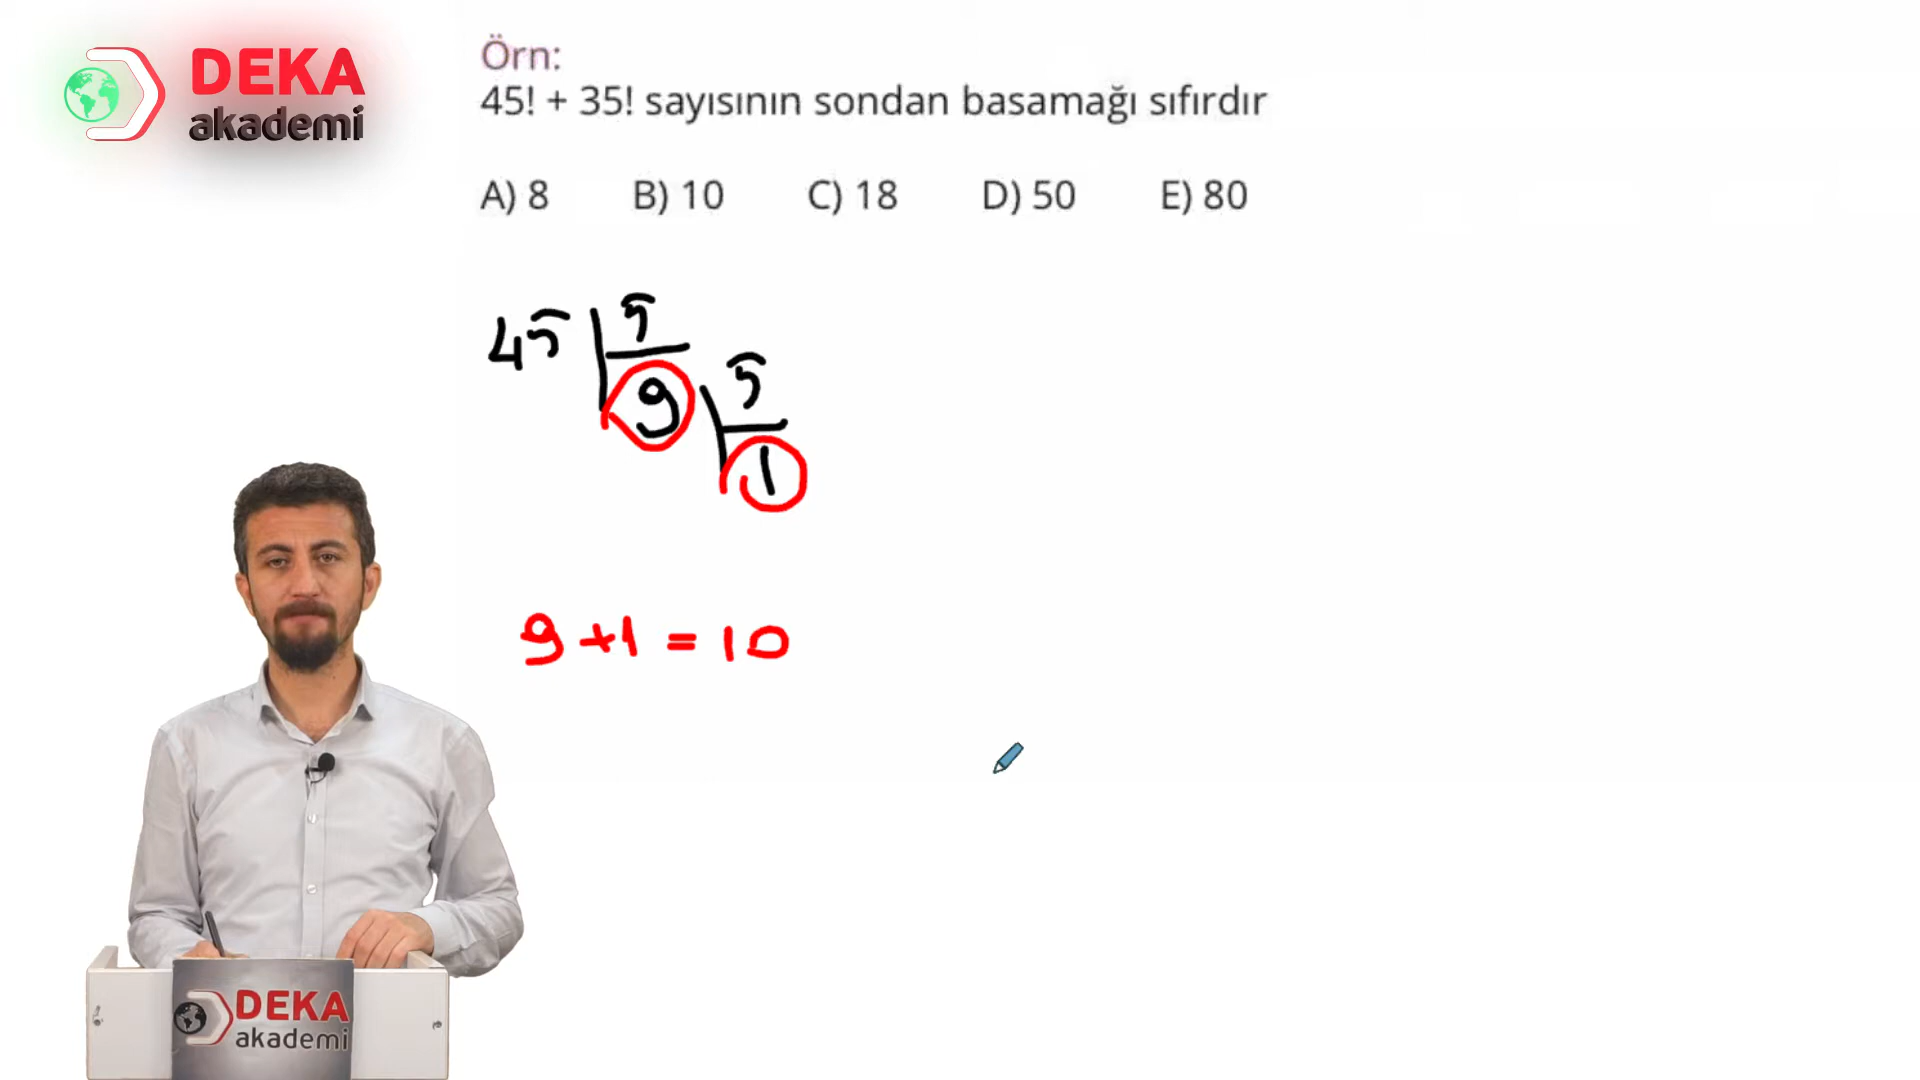 DEKA
akademi
Örn:
45! + 35! sayısının sondan basamağı sıfırdır
A) 8 B) 10 C) 18 D) 50 E) 80
45 5
9 5
1
9 + 1 = 10
DEKA
akademi